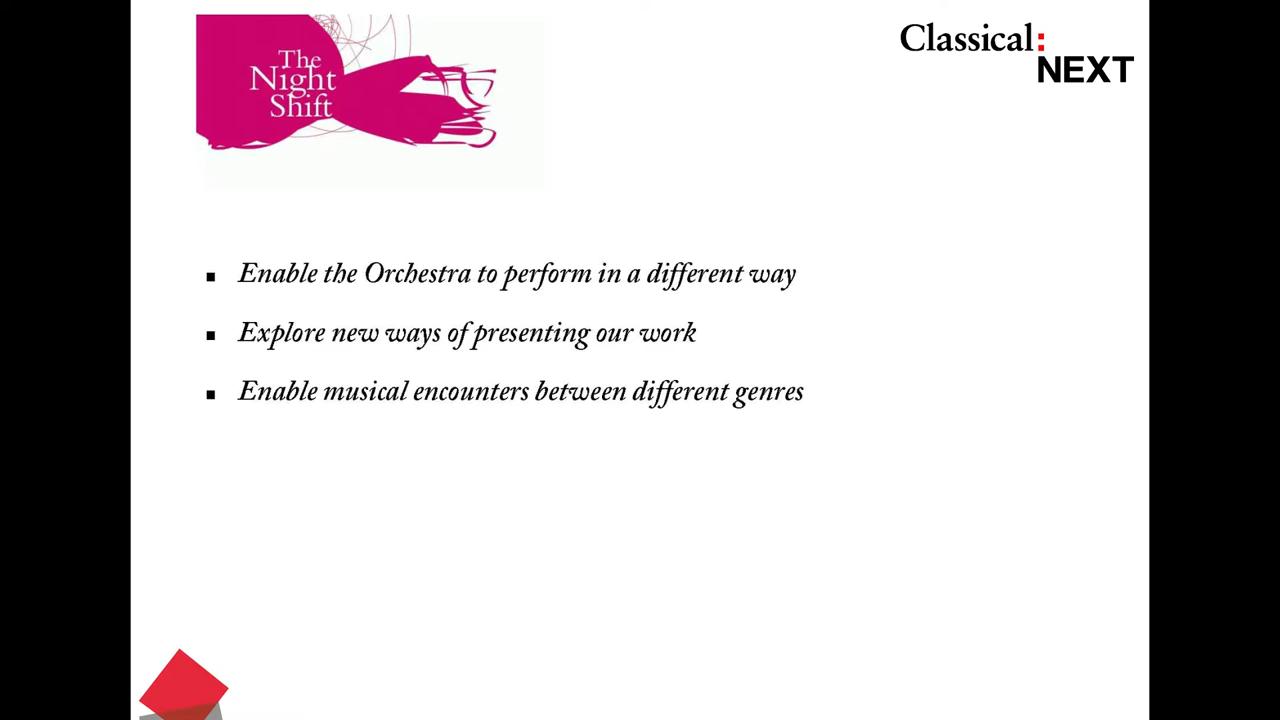 The
Night
Shift
Classical:
NEXT
Enable the Orchestra to perform in a different way
Explore new ways of presenting our work
Enable musical encounters between different genres